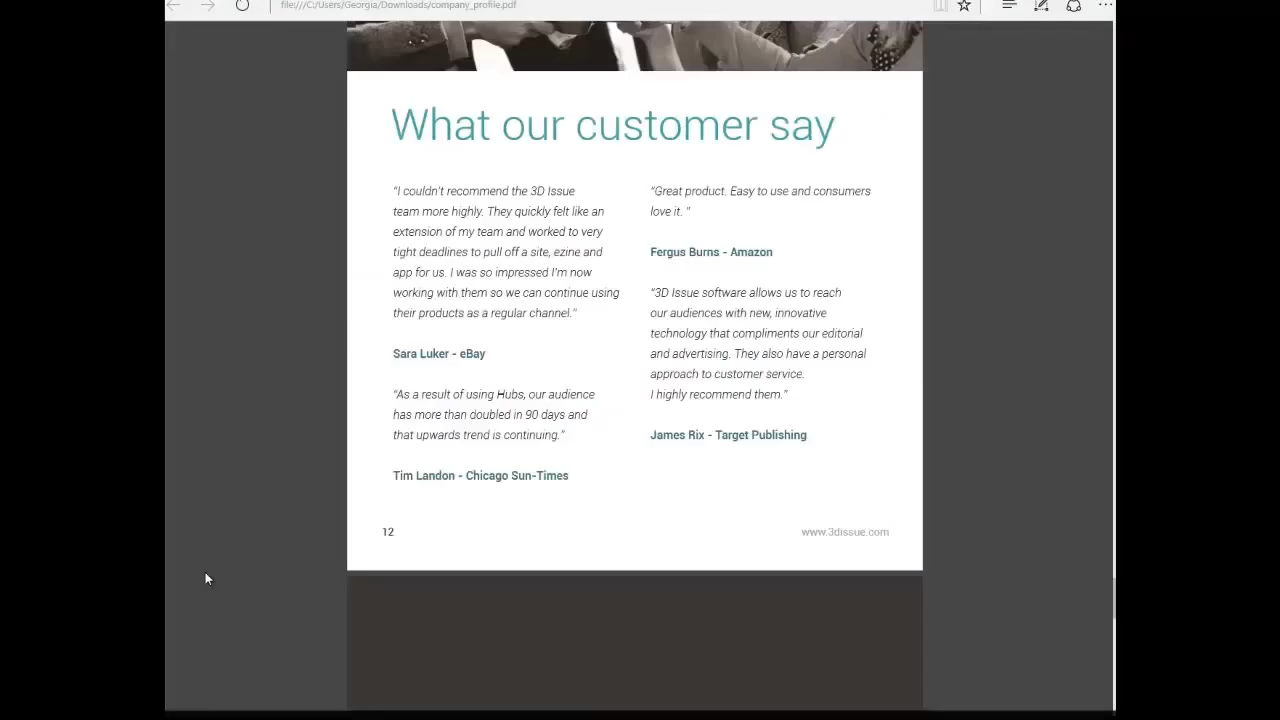 file:///C:/Users/Georgia/Downloads/company_profile.pdf
What our customer say
“I couldn't recommend the 3D Issue
team more highly. They quickly felt like an
extension of my team and worked to very
tight deadlines to pull off a site, ezine and
app for us. I was so impressed I'm now
working with them so we can continue using
their products as a regular channel.”
Sara Luker - eBay
“As a result of using Hubs, our audience
has more than doubled in 90 days and
that upwards trend is continuing.”
Tim Landon - Chicago Sun-Times
“Great product. Easy to use and consumers
love it. ”
Fergus Burns - Amazon
“3D Issue software allows us to reach
our audiences with new, innovative
technology that compliments our editorial
and advertising. They also have a personal
approach to customer service.
I highly recommend them.”
James Rix - Target Publishing
12
www.3dissue.com